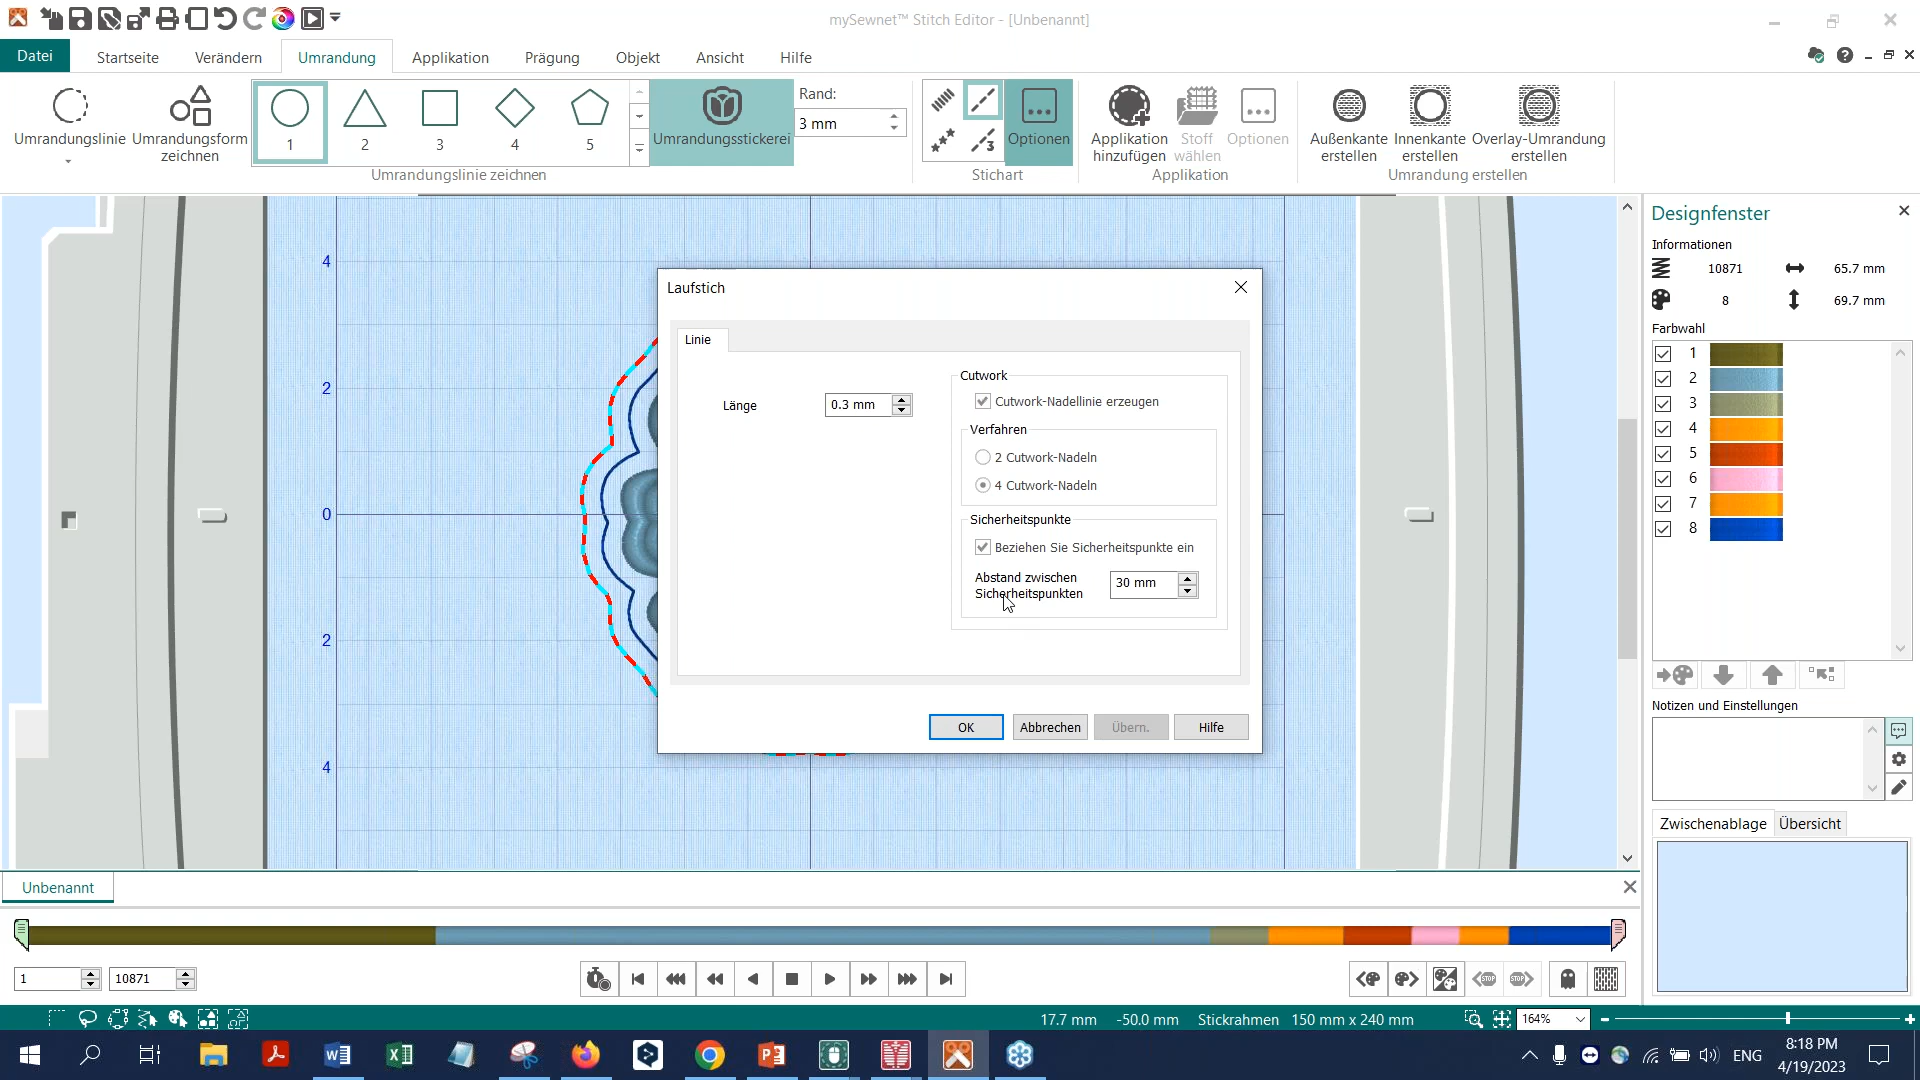 mySewnet™ Stitch Editor - [Unbenannt]
Datei Startseite Verändern Umrandung Applikation Prägung Objekt Ansicht Hilfe
Umrandungslinie
Umrandungsform zeichnen
1 2 3 4 5
Umrandungsstickerei
Rand:
3 mm
Umrandungslinie zeichnen
3
Optionen
Stichart
Applikation hinzufügen
Stoff wählen
Optionen
Applikation
Außenkante erstellen
Innenkante erstellen
Overlay-Umrandung erstellen
Umrandung erstellen
4
2
0
2
4
Laufstich
Linie
Länge 0.3 mm
Cutwork
Cutwork-Nadellinie erzeugen
Verfahren
2 Cutwork-Nadeln
4 Cutwork-Nadeln
Sicherheitspunkte
Beziehen Sie Sicherheitspunkte ein
Abstand zwischen
Sicherheitspunkten
30 mm
OK Abbrechen Übern. Hilfe
Designfenster
Informationen
10871 65.7 mm
8 69.7 mm
Farbwahl
1
2
3
4
5
6
7
8
Notizen und Einstellungen
Zwischenablage Übersicht
Unbenannt
1 10871
STOP STOP
17.7 mm -50.0 mm Stickrahmen 150 mm x 240 mm 164%
ENG
8:18 PM
4/19/2023